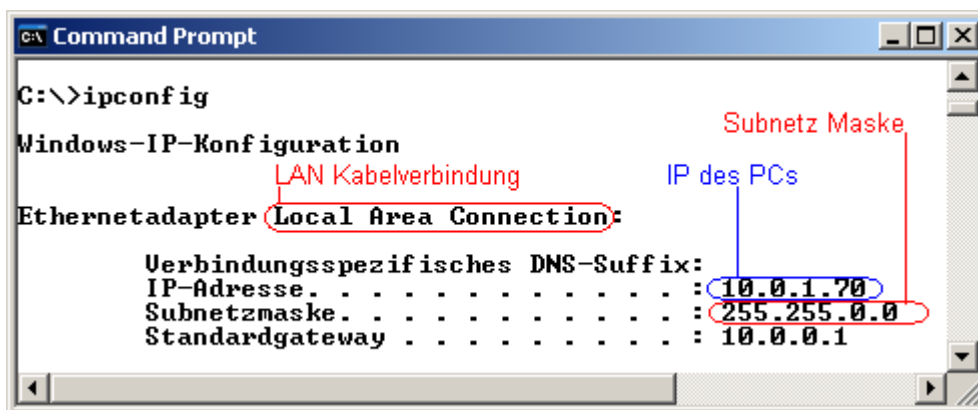 Command Prompt
C:\>ipconfig
Subnetz Maske
Windows-IP-Konfiguration
LAN Kabelverbindung IP des PCs
Ethernetadapter Local Area Connection:
Verbindungsspezifisches DNS-Suffix:
IP-Adresse. . . . . . . . . . . . : 10.0.1.70
Subnetzmaske. . . . . . . . . . . : 255.255.0.0
Standardgateway . . . . . . . . . : 10.0.0.1